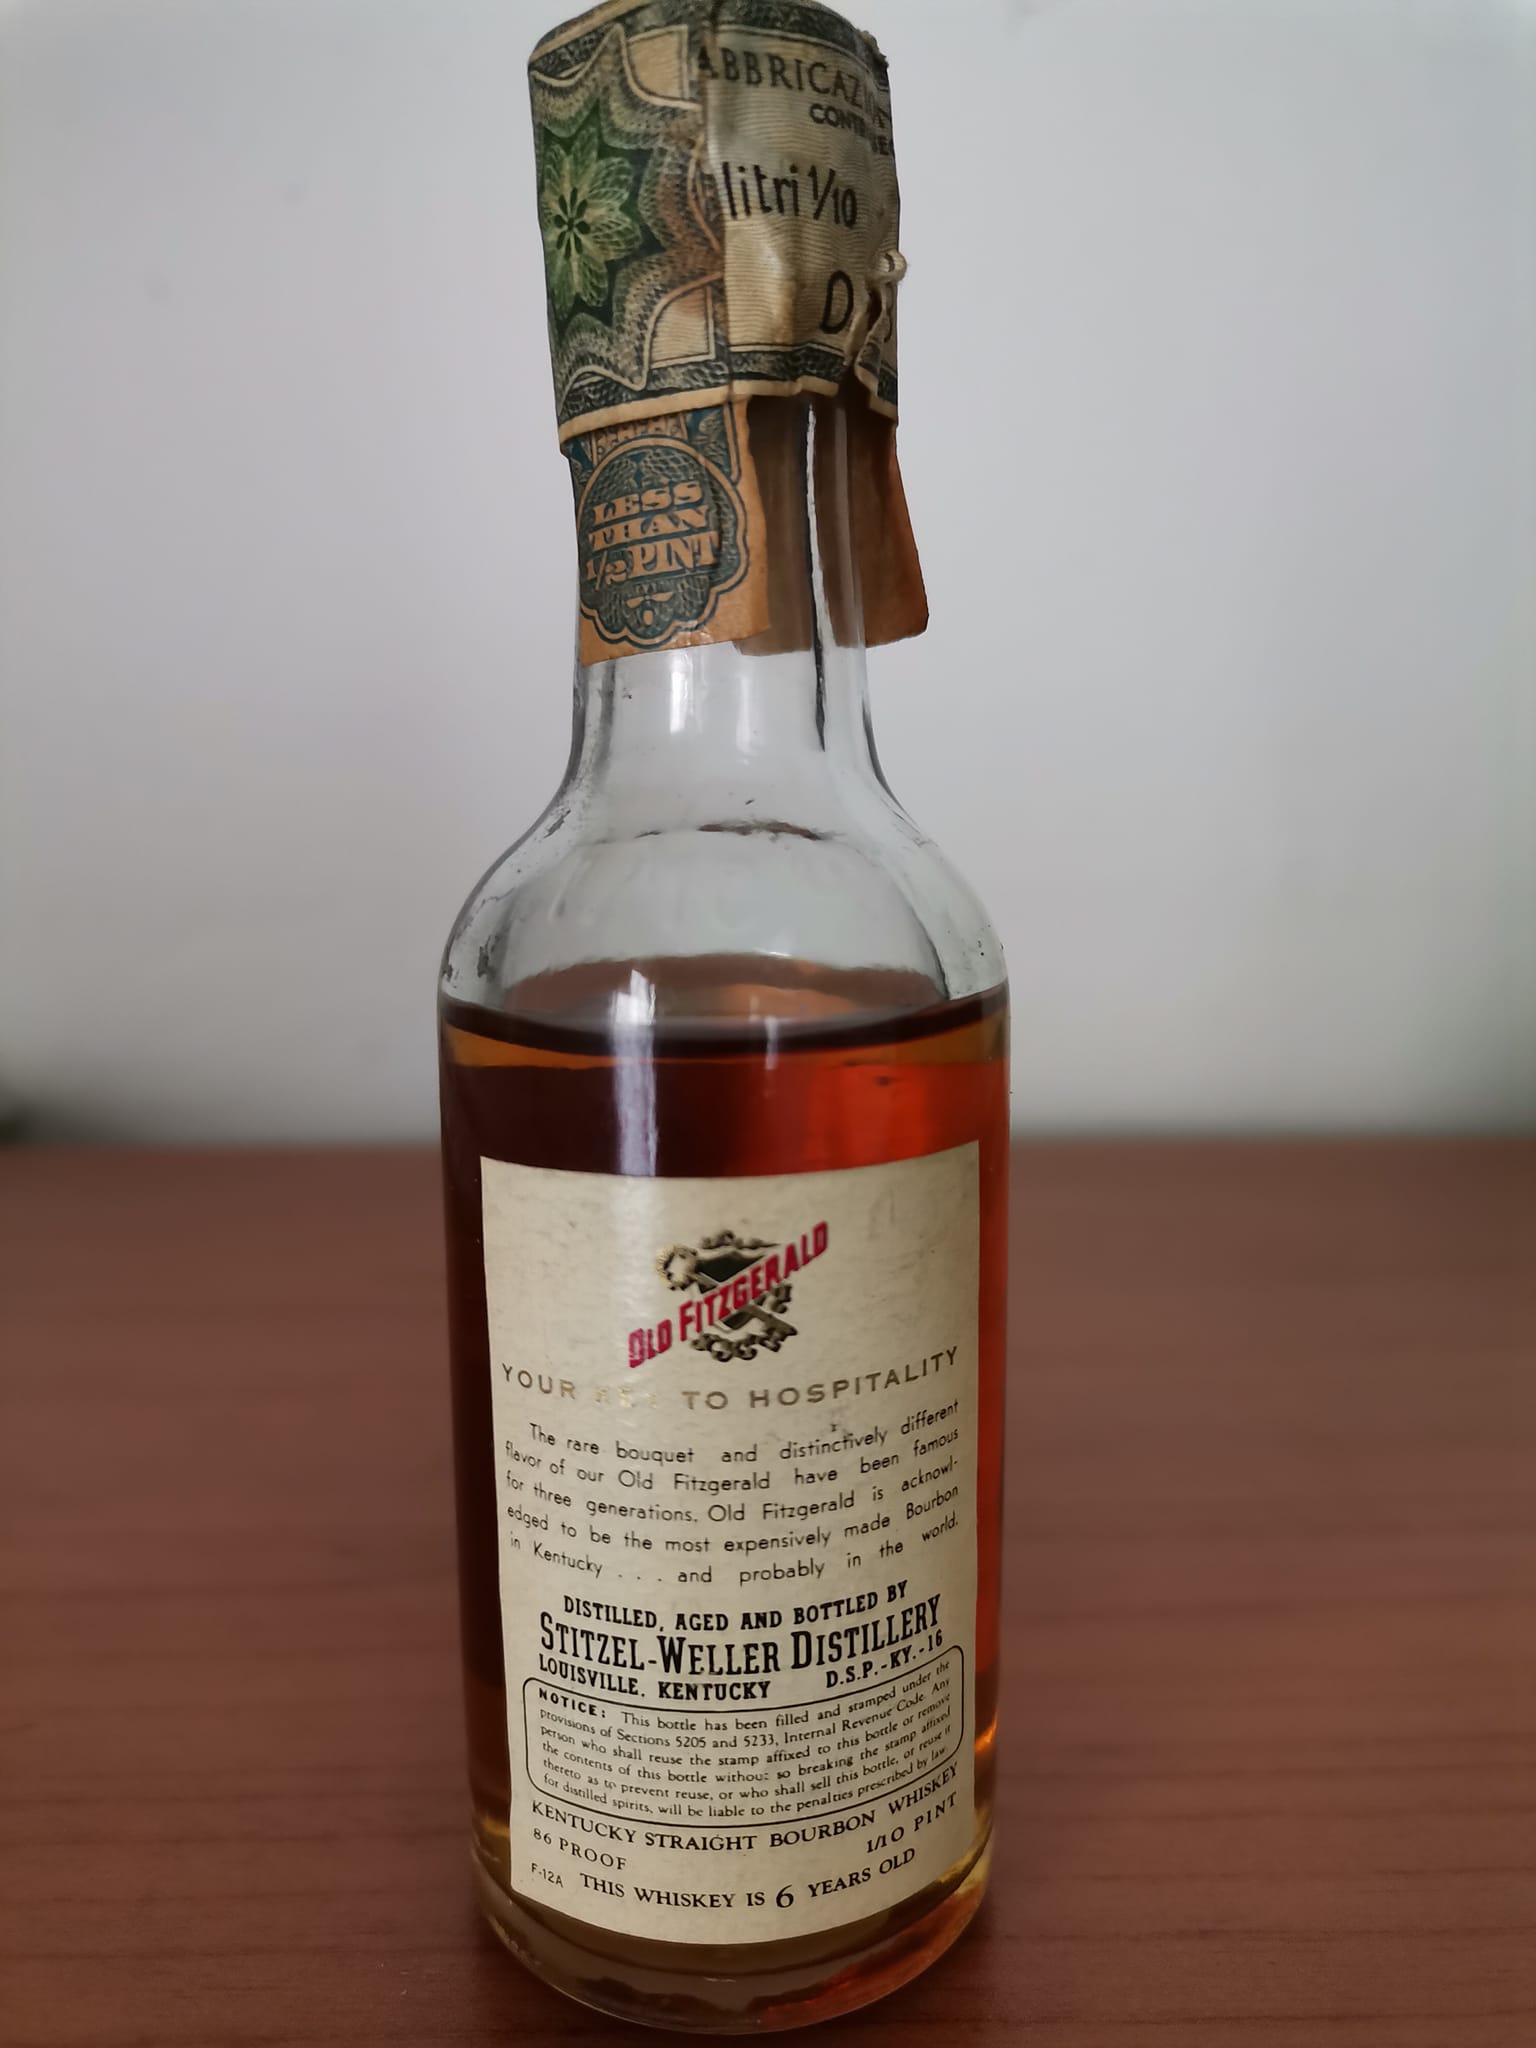 ABBRICAZI
litri 1/10
D
LESS
THAN
1/2 PINT
OLD FITZGERALD
YOUR KEY TO HOSPITALITY
The rare bouquet and distinctively different
flavor of our Old Fitzgerald have been famous
for three generations. Old Fitzgerald is acknowl-
edged to be the most expensively made Bourbon
in Kentucky . . . and probably in the world.
DISTILLED, AGED AND BOTTLED BY
STITZEL-WELLER DISTILLERY
LOUISVILLE, KENTUCKY D.S.P.-KY.-16
NOTICE: This bottle has been filled and stamped under the
provisions of Sections 5205 and 5233, Internal Revenue Code. Any
person who shall reuse the stamp affixed to this bottle or remove
the contents of this bottle without so breaking the stamp affixed
thereto as to prevent reuse, or who shall sell this bottle, or reuse it
for distilled spirits, will be liable to the penalties prescribed by law.
KENTUCKY STRAIGHT BOURBON WHISKEY
86 PROOF 1/10 PINT
F-12A THIS WHISKEY IS 6 YEARS OLD